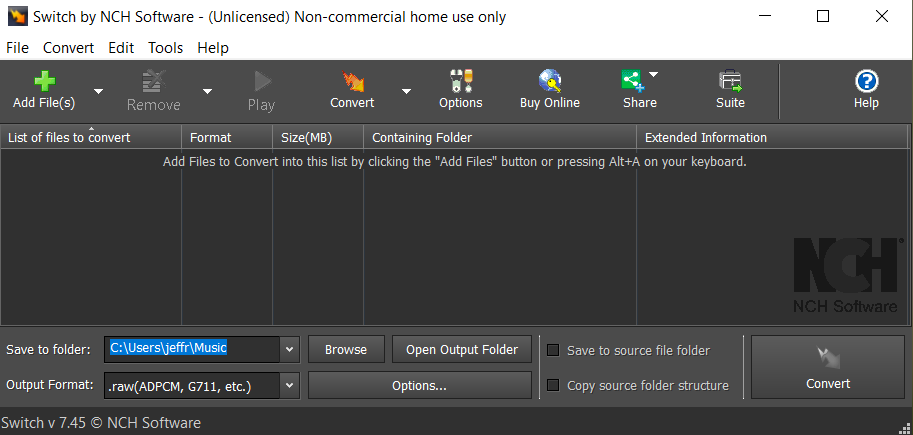 Switch by NCH Software - (Unlicensed) Non-commercial home use only
File Convert Edit Tools Help
Add File(s) Remove Play Convert Options Buy Online Share Suite Help
List of files to convert Format Size(MB) Containing Folder Extended Information
Add Files to Convert into this list by clicking the "Add Files" button or pressing Alt+A on your keyboard.
NCH
NCH Software
Save to folder: C:\Users\jeffr\Music Browse Open Output Folder Save to source file folder
Output Format: .raw(ADPCM, G711, etc.) Options... Copy source folder structure Convert
Switch v 7.45 © NCH Software